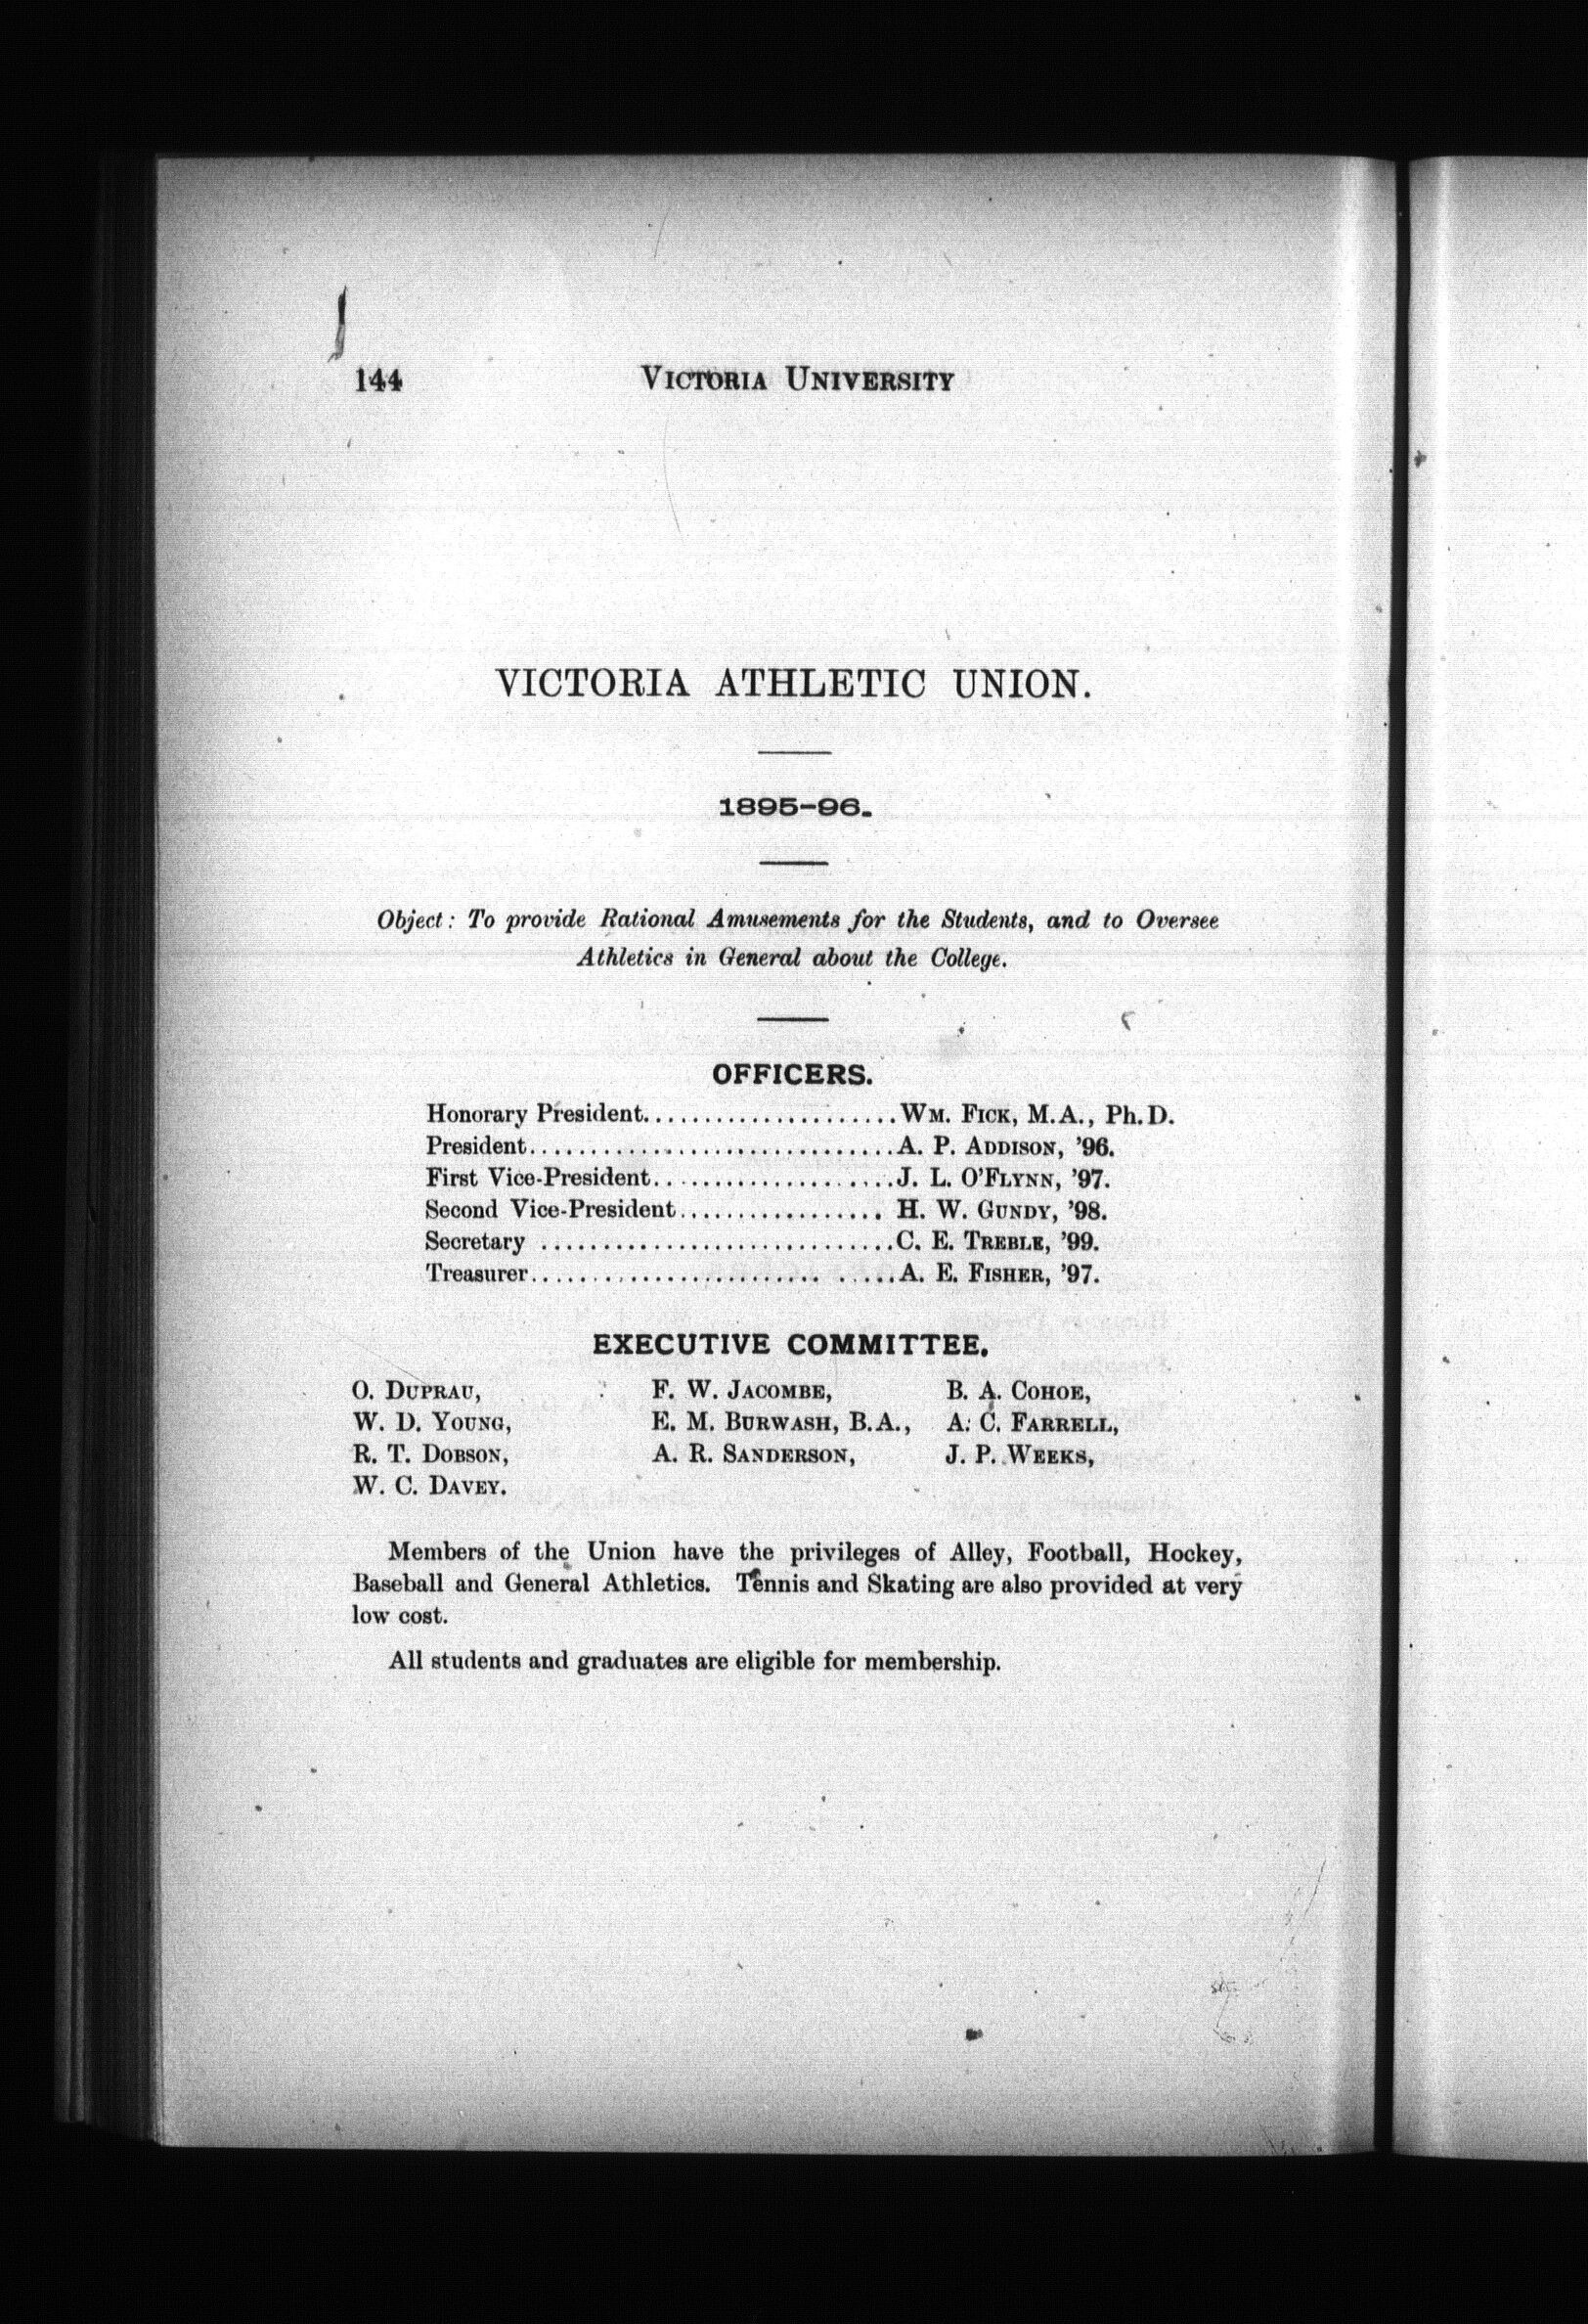 144 VICTORIA UNIVERSITY
VICTORIA ATHLETIC UNION.
1895-96.
Object: To provide Rational Amusements for the Students, and to Oversee
Athletics in General about the College.
OFFICERS.
Honorary President.....................WM. FICK, M.A., Ph.D.
President..............................A. P. ADDISON, '96.
First Vice-President....................J. L. O'FLYNN, '97.
Second Vice-President................. H. W. GUNDY, '98.
Secretary .............................C. E. TREBLE, '99.
Treasurer........................ .....A. E. FISHER, '97.
EXECUTIVE COMMITTEE.
O. DUPRAU, F. W. JACOMBE, B. A. COHOE,
W. D. YOUNG, E. M. BURWASH, B.A., A. C. FARRELL,
R. T. DOBSON, A. R. SANDERSON, J. P. WEEKS,
W. C. DAVEY.
Members of the Union have the privileges of Alley, Football, Hockey,
Baseball and General Athletics. Tennis and Skating are also provided at very
low cost.
All students and graduates are eligible for membership.